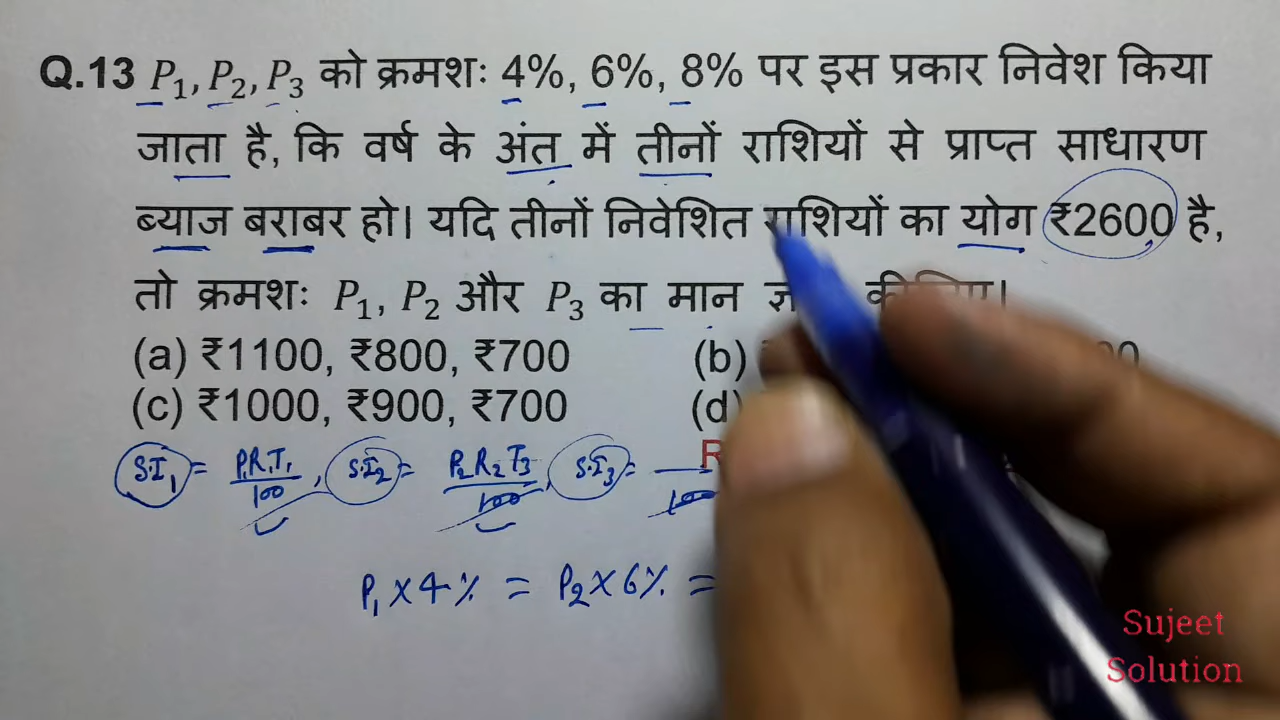 Q.13 P₁, P₂, P₃ को क्रमशः 4%, 6%, 8% पर इस प्रकार निवेश किया
जाता है, कि वर्ष के अंत में तीनों राशियों से प्राप्त साधारण
ब्याज बराबर हो। यदि तीनों निवेशित राशियों का योग ₹2600 है,
तो क्रमशः P₁, P₂ और P₃ का मान
(a) ₹1100, ₹800, ₹700 (b)
(c) ₹1000, ₹900, ₹700 (d)
S.I₁ = P₁R₁T₁/100, S.I₂ = P₂R₂T₃/100, S.I₃ = R /100
P₁ × 4% = P₂ × 6% =
Sujeet
Solution